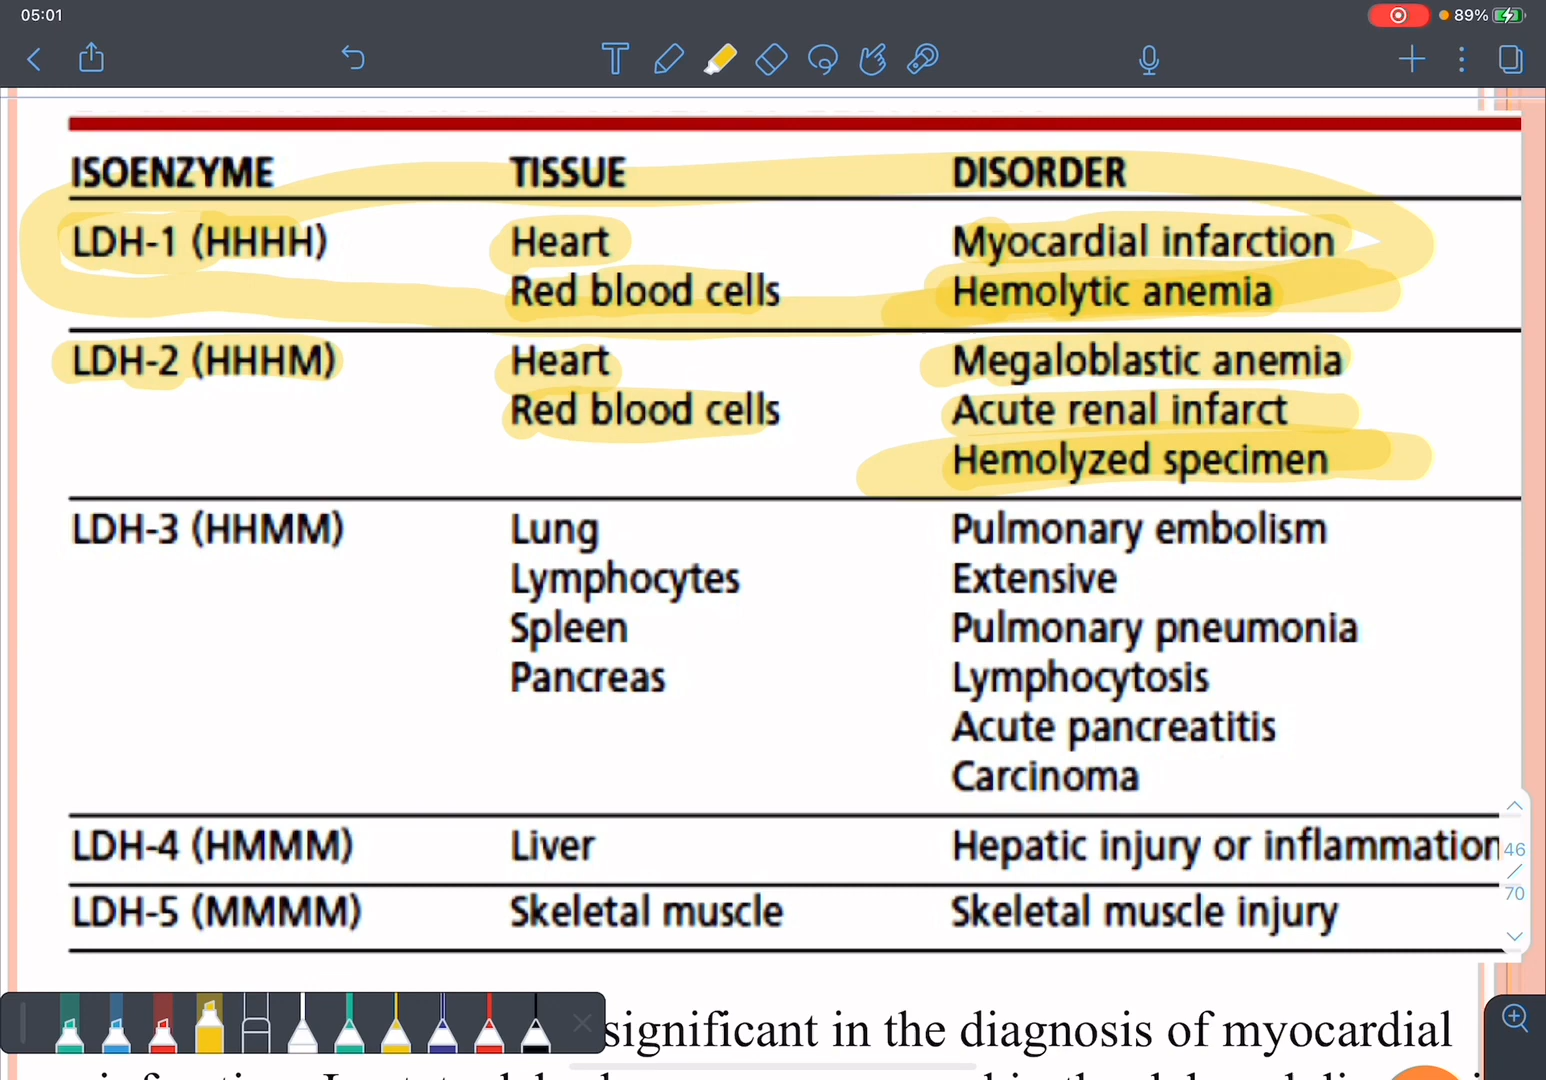 05:01
89%
ISOENZYME TISSUE DISORDER
LDH-1 (HHHH) Heart Myocardial infarction
Red blood cells Hemolytic anemia
LDH-2 (HHHM) Heart Megaloblastic anemia
Red blood cells Acute renal infarct
Hemolyzed specimen
LDH-3 (HHMM) Lung Pulmonary embolism
Lymphocytes Extensive
Spleen Pulmonary pneumonia
Pancreas Lymphocytosis
Acute pancreatitis
Carcinoma
LDH-4 (HMMM) Liver Hepatic injury or inflammation
LDH-5 (MMMM) Skeletal muscle Skeletal muscle injury
46
/
70
significant in the diagnosis of myocardial